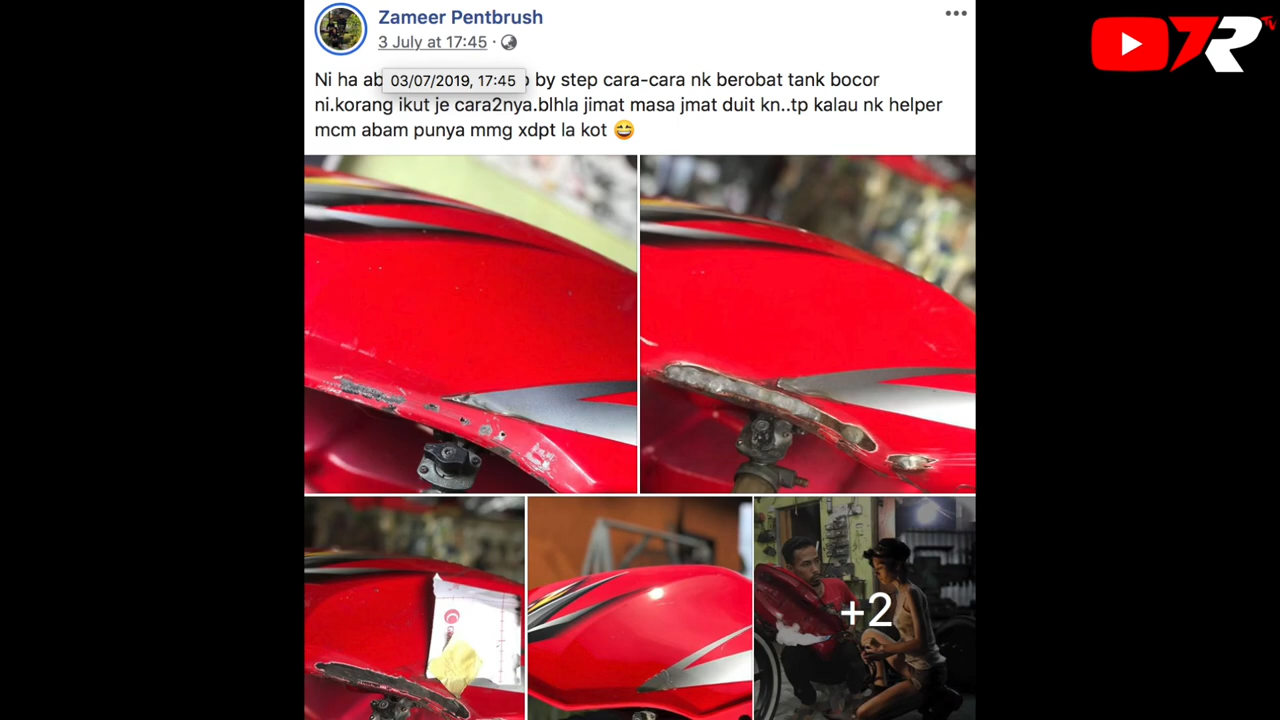 Zameer Pentbrush
3 July at 17:45 ·
Ni ha ab 03/07/2019, 17:45 by step cara-cara nk berobat tank bocor
ni.korang ikut je cara2nya.blhla jimat masa jmat duit kn..tp kalau nk helper
mcm abam punya mmg xdpt la kot 😄
+2
7R TV